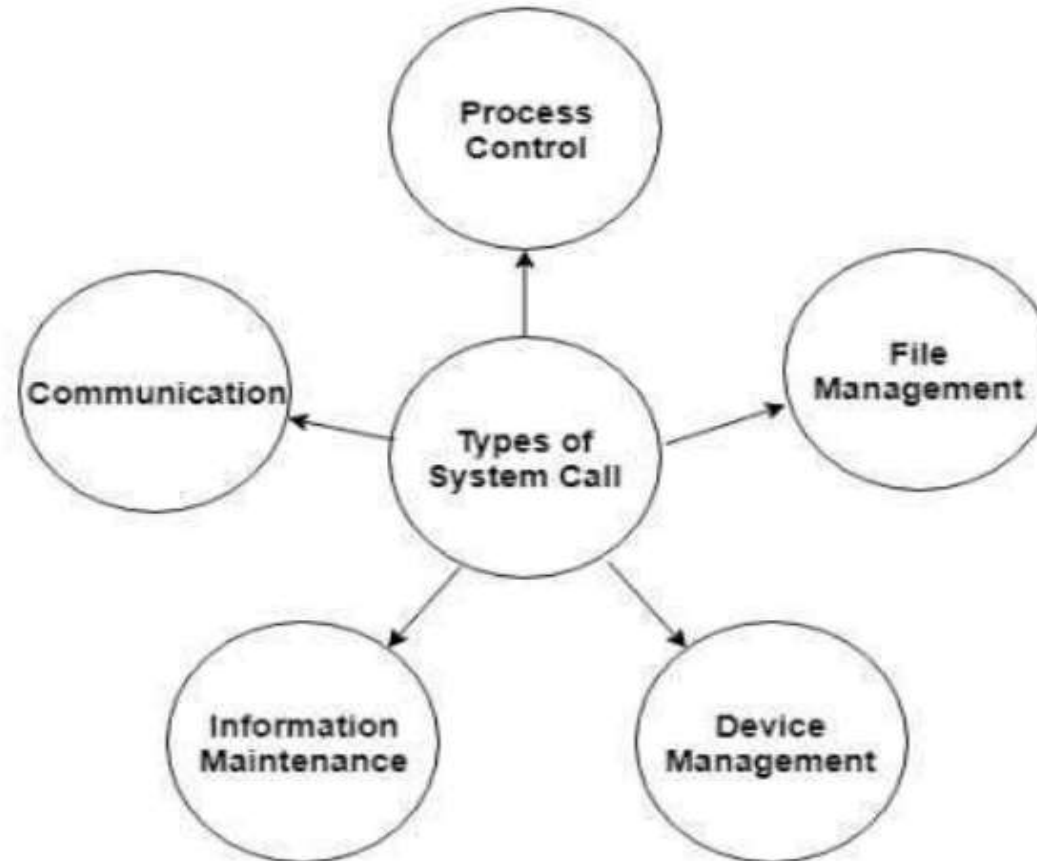 Process
Control
File
Management
Communication
Types of
System Call
Information
Maintenance
Device
Management